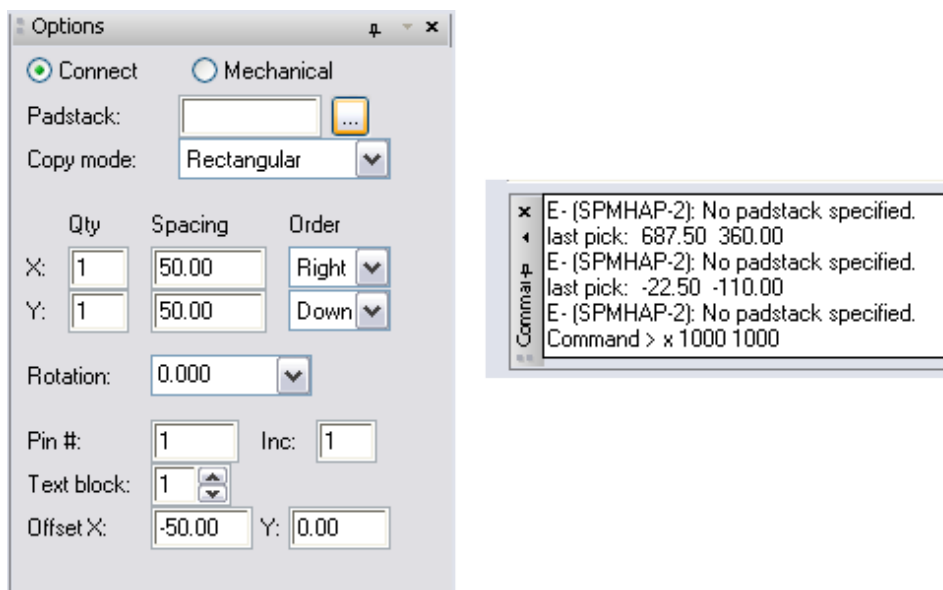 Options
Connect Mechanical
Padstack: ...
Copy mode: Rectangular
Qty Spacing Order
X: 1 50.00 Right
Y: 1 50.00 Down
Rotation: 0.000
Pin #: 1 Inc: 1
Text block: 1
Offset X: -50.00 Y: 0.00
E- (SPMHAP-2): No padstack specified.
last pick: 687.50 360.00
E- (SPMHAP-2): No padstack specified.
last pick: -22.50 -110.00
E- (SPMHAP-2): No padstack specified.
Command > x 1000 1000